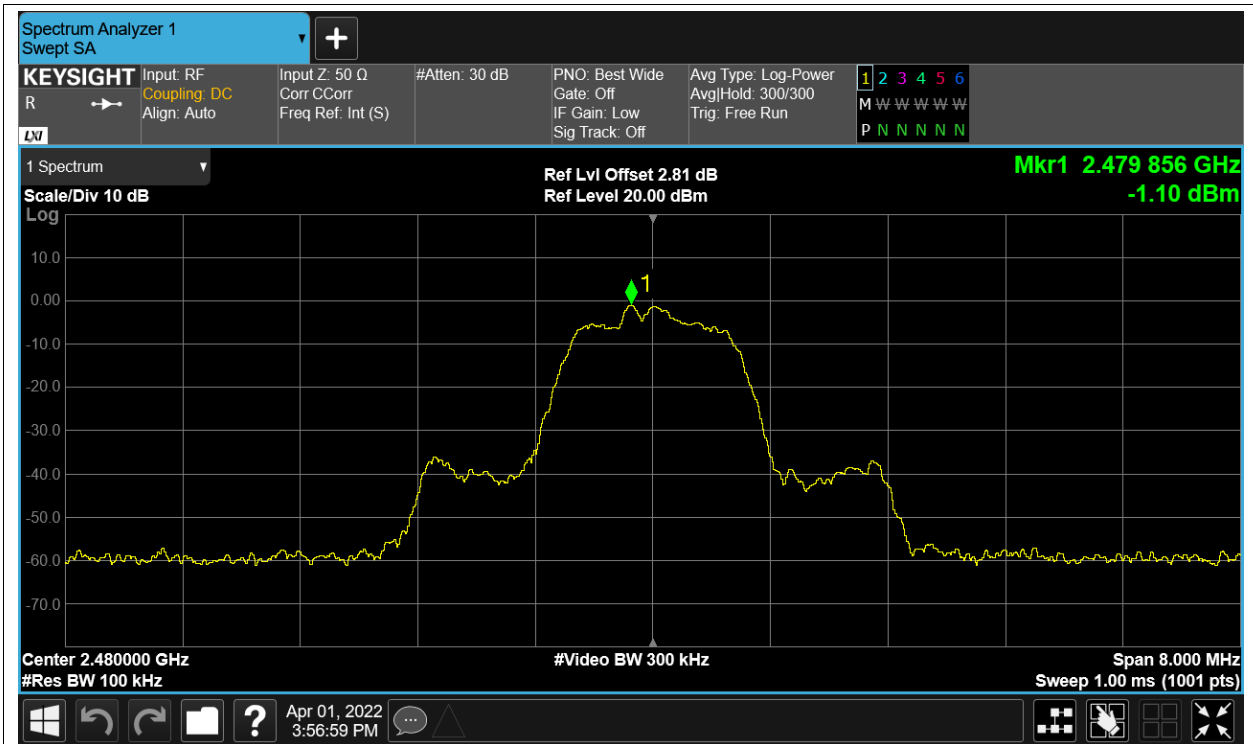 Spectrum Analyzer 1
Swept SA
+
KEYSIGHT
R
LXI
Input: RF
Coupling: DC
Align: Auto
Input Z: 50 Ω
Corr CCorr
Freq Ref: Int (S)
#Atten: 30 dB
PNO: Best Wide
Gate: Off
IF Gain: Low
Sig Track: Off
Avg Type: Log-Power
Avg|Hold: 300/300
Trig: Free Run
1 2 3 4 5 6
M W W W W W
P N N N N N
1 Spectrum
Scale/Div 10 dB
Log
Ref Lvl Offset 2.81 dB
Ref Level 20.00 dBm
Mkr1 2.479 856 GHz
-1.10 dBm
1
10.0
0.00
-10.0
-20.0
-30.0
-40.0
-50.0
-60.0
-70.0
Center 2.480000 GHz
#Res BW 100 kHz
#Video BW 300 kHz
Span 8.000 MHz
Sweep 1.00 ms (1001 pts)
?
Apr 01, 2022
3:56:59 PM